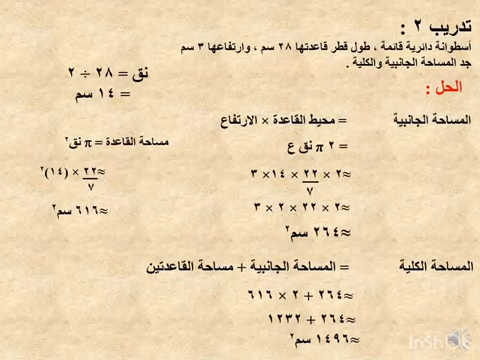 تدريب ٢ :
أسطوانة دائرية قائمة ، طول قطر قاعدتها ٢٨ سم ، وارتفاعها ٣ سم
جد المساحة الجانبية والكلية .
الحل :
نق = ٢٨ ÷ ٢
= ١٤ سم
المساحة الجانبية = محيط القاعدة × الارتفاع
= ٢ π نق ع
≈٢× ٢٢/٧ × ١٤ ×٣
≈٢ × ٢٢ × ٢ × ٣
≈٢٦٤ سم٢
مساحة القاعدة = π نق٢
≈٢٢/٧ × (١٤)٢
≈٦١٦ سم٢
المساحة الكلية = المساحة الجانبية + مساحة القاعدتين
≈٢٦٤ + ٢ × ٦١٦
≈٢٦٤ + ١٢٣٢
≈١٤٩٦ سم٢
InShOt